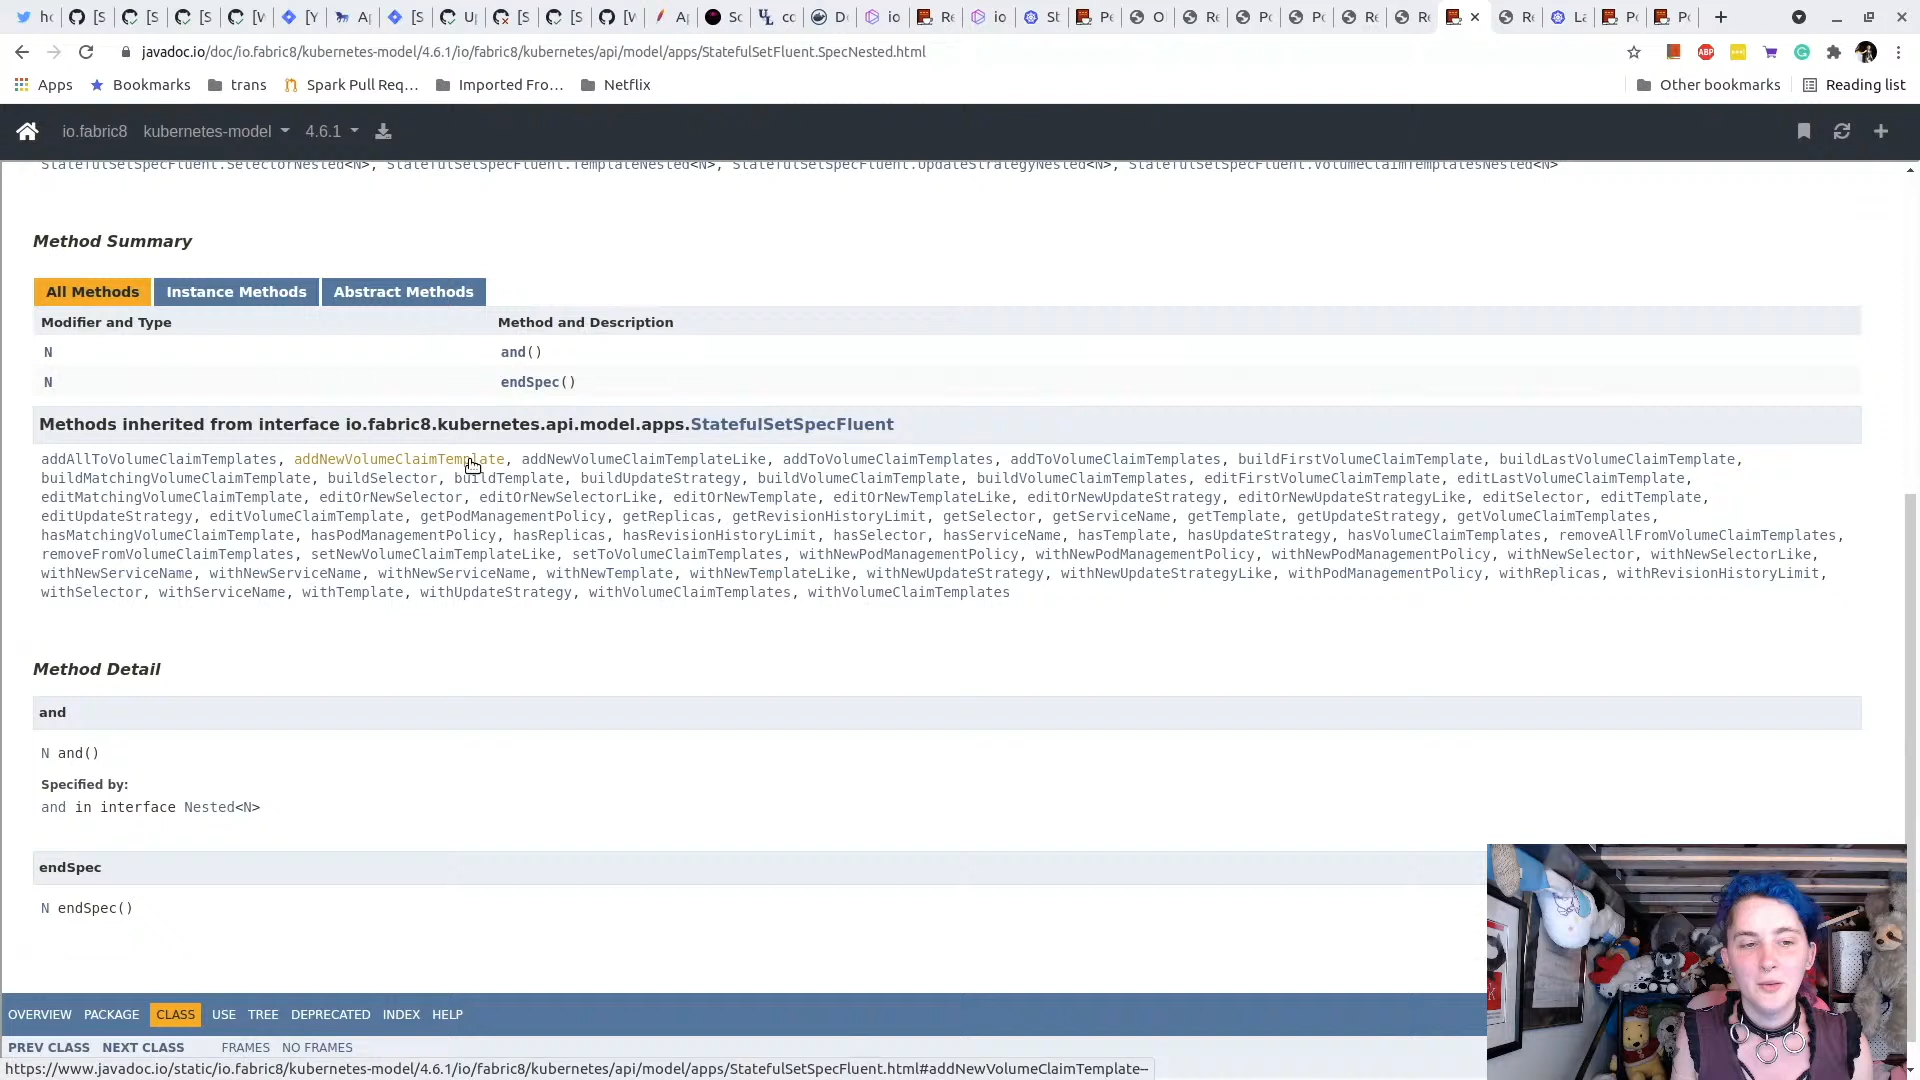 javadoc.io/doc/io.fabric8/kubernetes-model/4.6.1/io/fabric8/kubernetes/api/model/apps/StatefulSetFluent.SpecNested.html
Apps Bookmarks trans Spark Pull Req… Imported Fro… Netflix Other bookmarks Reading list
io.fabric8 kubernetes-model 4.6.1
StatefulSetSpecFluent.SelectorNested<N>, StatefulSetSpecFluent.TemplateNested<N>, StatefulSetSpecFluent.UpdateStrategyNested<N>, StatefulSetSpecFluent.VolumeClaimTemplatesNested<N>
Method Summary
All Methods Instance Methods Abstract Methods
Modifier and Type Method and Description
N and()
N endSpec()
Methods inherited from interface io.fabric8.kubernetes.api.model.apps.StatefulSetSpecFluent
addAllToVolumeClaimTemplates, addNewVolumeClaimTemplate, addNewVolumeClaimTemplateLike, addToVolumeClaimTemplates, addToVolumeClaimTemplates, buildFirstVolumeClaimTemplate, buildLastVolumeClaimTemplate,
buildMatchingVolumeClaimTemplate, buildSelector, buildTemplate, buildUpdateStrategy, buildVolumeClaimTemplate, buildVolumeClaimTemplates, editFirstVolumeClaimTemplate, editLastVolumeClaimTemplate,
editMatchingVolumeClaimTemplate, editOrNewSelector, editOrNewSelectorLike, editOrNewTemplate, editOrNewTemplateLike, editOrNewUpdateStrategy, editOrNewUpdateStrategyLike, editSelector, editTemplate,
editUpdateStrategy, editVolumeClaimTemplate, getPodManagementPolicy, getReplicas, getRevisionHistoryLimit, getSelector, getServiceName, getTemplate, getUpdateStrategy, getVolumeClaimTemplates,
hasMatchingVolumeClaimTemplate, hasPodManagementPolicy, hasReplicas, hasRevisionHistoryLimit, hasSelector, hasServiceName, hasTemplate, hasUpdateStrategy, hasVolumeClaimTemplates, removeAllFromVolumeClaimTemplates,
removeFromVolumeClaimTemplates, setNewVolumeClaimTemplateLike, setToVolumeClaimTemplates, withNewPodManagementPolicy, withNewPodManagementPolicy, withNewPodManagementPolicy, withNewSelector, withNewSelectorLike,
withNewServiceName, withNewServiceName, withNewServiceName, withNewTemplate, withNewTemplateLike, withNewUpdateStrategy, withNewUpdateStrategyLike, withPodManagementPolicy, withReplicas, withRevisionHistoryLimit,
withSelector, withServiceName, withTemplate, withUpdateStrategy, withVolumeClaimTemplates, withVolumeClaimTemplates
Method Detail
and
N and()
Specified by:
and in interface Nested<N>
endSpec
N endSpec()
OVERVIEW PACKAGE CLASS USE TREE DEPRECATED INDEX HELP
PREV CLASS NEXT CLASS FRAMES NO FRAMES
https://www.javadoc.io/static/io.fabric8/kubernetes-model/4.6.1/io/fabric8/kubernetes/api/model/apps/StatefulSetSpecFluent.html#addNewVolumeClaimTemplate--